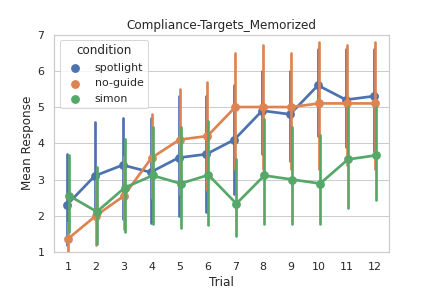 Compliance-Targets_Memorized
7
6
5
4
3
2
1
Mean Response
condition
spotlight
no-guide
simon
1 2 3 4 5 6 7 8 9 10 11 12
Trial